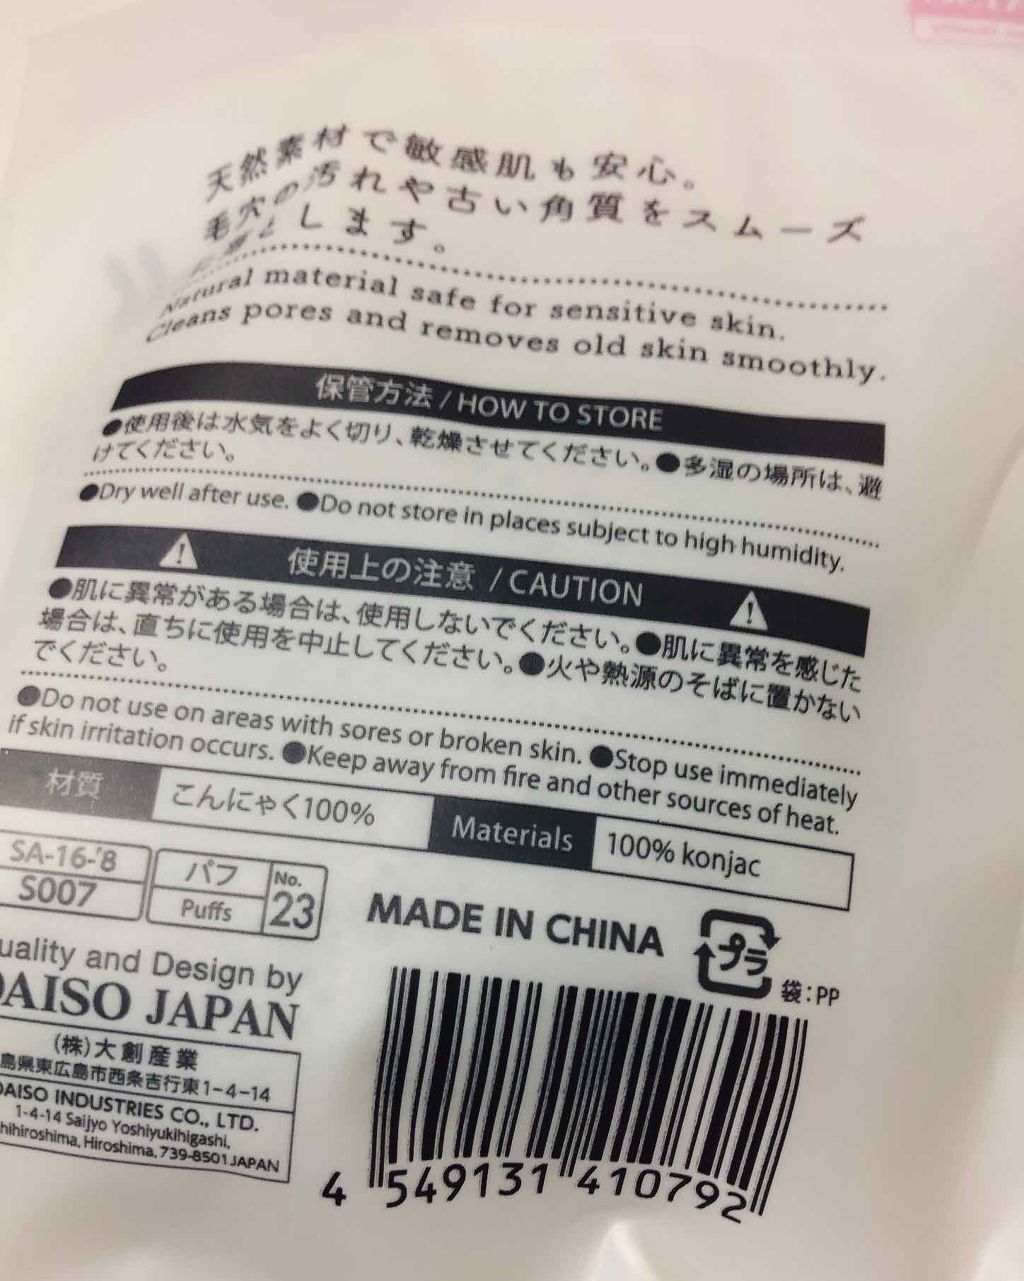 天然素材で敏感肌も安心。
毛穴の汚れや古い角質をスムーズ
します。
Natural material safe for sensitive skin.
Cleans pores and removes old skin smoothly.
保管方法 / HOW TO STORE
●使用後は水気をよく切り、乾燥させてください。●多湿の場所は、避
けてください。
●Dry well after use. ●Do not store in places subject to high humidity.
使用上の注意 / CAUTION
●肌に異常がある場合は、使用しないでください。●肌に異常を感じた
場合は、直ちに使用を中止してください。●火や熱源のそばに置かない
でください。
●Do not use on areas with sores or broken skin. ●Stop use immediately
if skin irritation occurs. ●Keep away from fire and other sources of heat.
材質 こんにゃく100% Materials 100% konjac
SA-16-'8
S007
パフ
Puffs
No.
23
MADE IN CHINA
プラ
袋:PP
uality and Design by
DAISO JAPAN
(株)大創産業
島県東広島市西条吉行東1-4-14
DAISO INDUSTRIES CO., LTD.
1-4-14 Saijyo Yoshiyukihigashi,
hihiroshima, Hiroshima, 739-8501 JAPAN
4 549131 410792